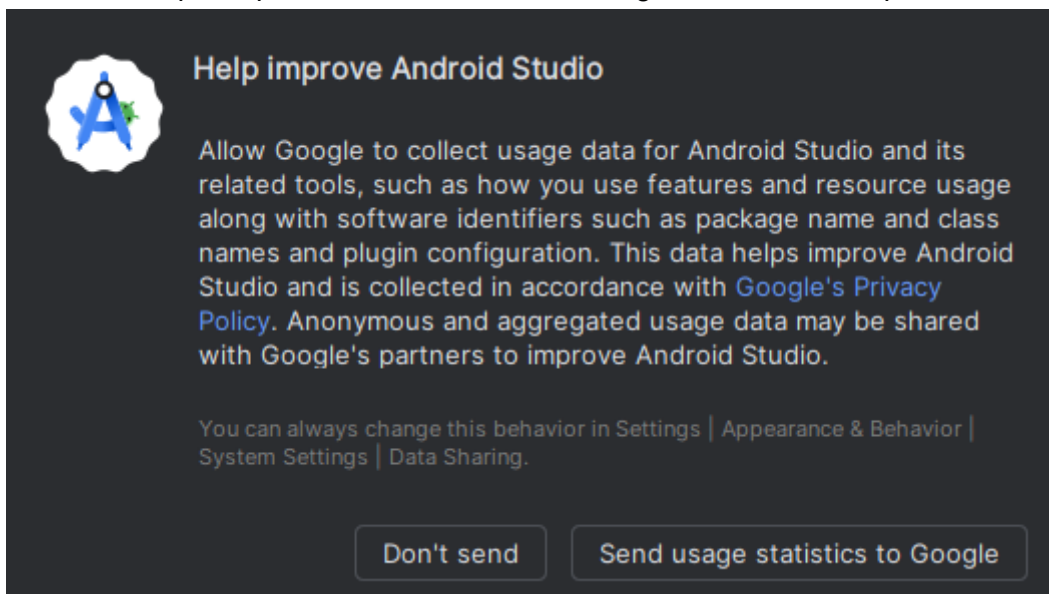 Help improve Android Studio
Allow Google to collect usage data for Android Studio and its
related tools, such as how you use features and resource usage
along with software identifiers such as package name and class
names and plugin configuration. This data helps improve Android
Studio and is collected in accordance with Google's Privacy
Policy. Anonymous and aggregated usage data may be shared
with Google's partners to improve Android Studio.
You can always change this behavior in Settings | Appearance & Behavior |
System Settings | Data Sharing.
Don't send
Send usage statistics to Google